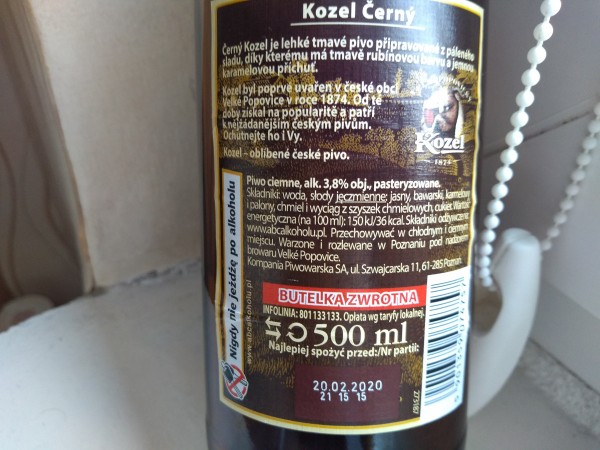 Kozel Černý
Černý Kozel je lehké tmavé pivo připravované z páleného
sladu, díky kterému má tmavě rubínovou barvu a jemnou
karamelovou příchuť.
Kozel byl poprvé uvařen v české obci
Velké Popovice v roce 1874. Od té
doby získal na popularitě a patří
k nejžádanějším českým pivům.
Ochutnejte ho i Vy.
Kozel – oblíbené české pivo.
Kozel
1874
Piwo ciemne, alk. 3,8% obj., pasteryzowane.
Składniki: woda, słody jęczmienne: jasny, bawarski, karmelowy
i palony, chmiel i wyciąg z szyszek chmielowych, cukier. Wartość
energetyczna (na 100 ml): 150 kJ/36 kcal. Składniki odżywcze na:
www.abcalkoholu.pl. Przechowywać w chłodnym i ciemnym
miejscu. Warzone i rozlewane w Poznaniu pod nadzorem
browaru Velké Popovice.
Kompania Piwowarska SA, ul. Szwajcarska 11, 61-285 Poznań.
Nigdy nie jeżdżę po alkoholu
www.abcalkoholu.pl
BUTELKA ZWROTNA
INFOLINIA: 801133133. Opłata wg taryfy lokalnej.
500 ml
Najlepiej spożyć przed:/Nr partii:
20.02.2020
21 15 15